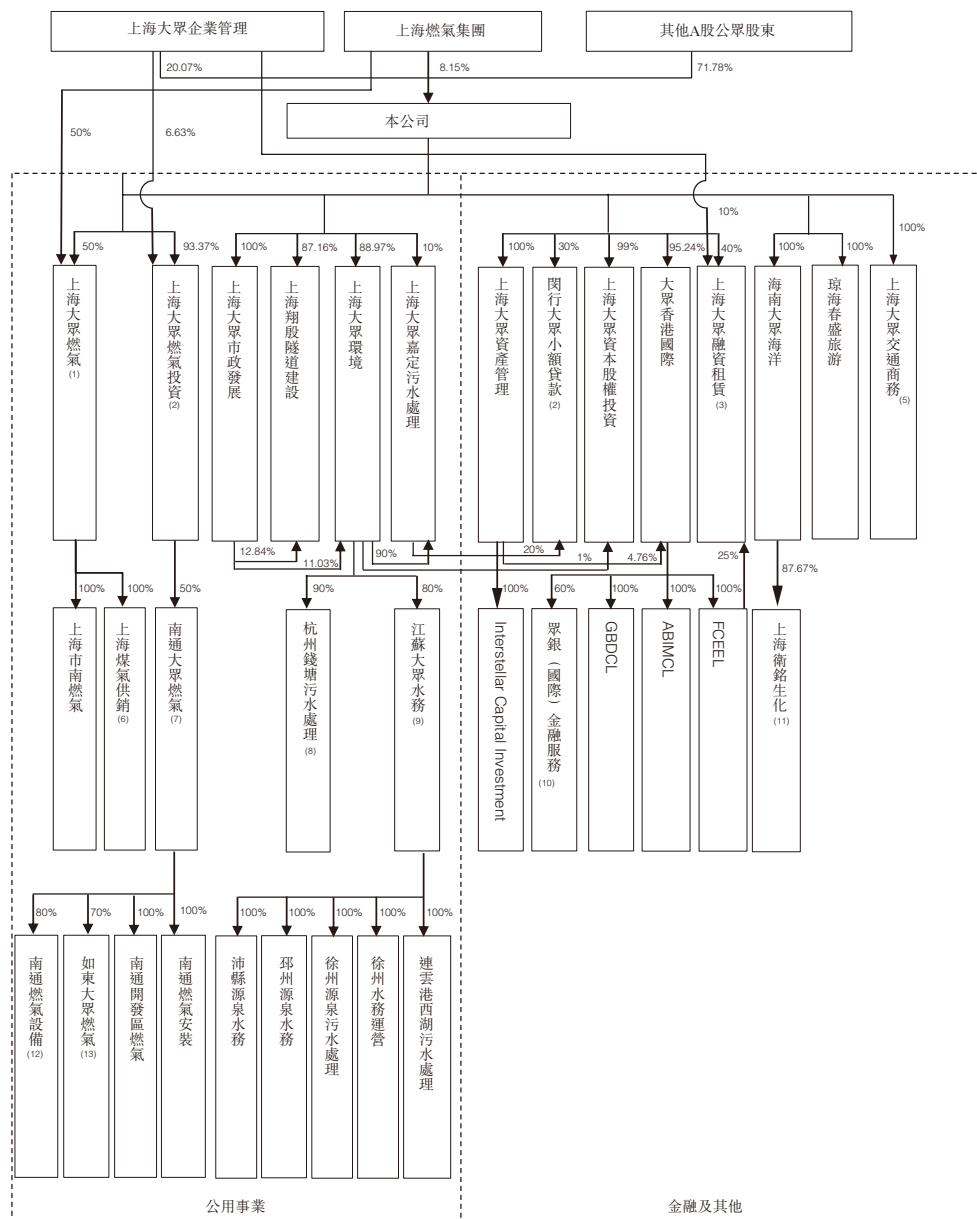 上海大眾企業管理
上海燃氣集團
其他A股公眾股東
20.07%
8.15%
71.78%
本公司
50%
6.63%
10%
100%
50%
93.37%
100%
87.16%
88.97%
10%
100%
30%
99%
95.24%
40%
100%
100%
上海大眾燃氣
(1)
上海大眾燃氣投資
(2)
上海大眾市政發展
上海翔殷隧道建設
上海大眾環境
上海大眾嘉定污水處理
上海大眾資產管理
閔行大眾小額貸款
(2)
上海大眾資本股權投資
大眾香港國際
上海大眾融資租賃
(3)
海南大眾海洋
琼海春盛旅游
上海大眾交通商務
(5)
12.84%
11.03%
90%
20%
1%
4.76%
25%
87.67%
100%
100%
50%
90%
80%
100%
60%
100%
100%
100%
上海市南燃氣
上海煤氣供銷
(6)
南通大眾燃氣
(7)
杭州錢塘污水處理
(8)
江蘇大眾水務
(9)
Interstellar Capital Investment
眾銀（國際）金融服務
(10)
GBDCL
ABIMCL
FCEEL
上海衛銘生化
(11)
80%
70%
100%
100%
100%
100%
100%
100%
100%
南通燃氣設備
(12)
如東大眾燃氣
(13)
南通開發區燃氣
南通燃氣安裝
沛縣源泉水務
邳州源泉水務
徐州源泉污水處理
徐州水務運營
連雲港西湖污水處理
公用事業
金融及其他